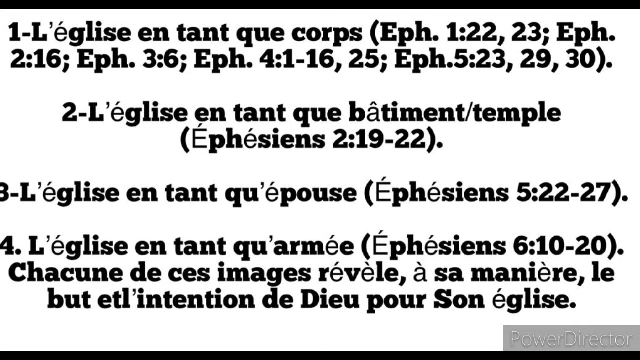 1-L'église en tant que corps (Eph. 1:22, 23; Eph.
2:16; Eph. 3:6; Eph. 4:1-16, 25; Eph.5:23, 29, 30).
2-L'église en tant que bâtiment/temple
(Éphésiens 2:19-22).
3-L'église en tant qu'épouse (Éphésiens 5:22-27).
4. L'église en tant qu'armée (Éphésiens 6:10-20).
Chacune de ces images révèle, à sa manière, le
but etl'intention de Dieu pour Son église.
PowerDirector